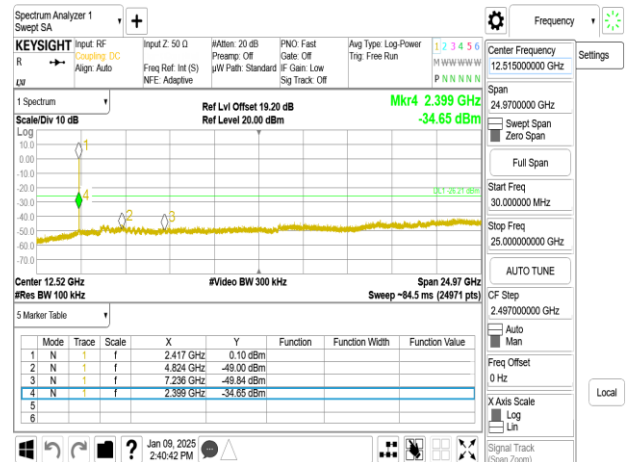 Spectrum Analyzer 1
Swept SA
Frequency
KEYSIGHT
Input: RF
Coupling: DC
Align: Auto
Input Z: 50 Ω
Freq Ref: Int (S)
NFE: Adaptive
#Atten: 20 dB
Preamp: Off
µW Path: Standard
PNO: Fast
Gate: Off
IF Gain: Low
Sig Track: Off
Avg Type: Log-Power
Trig: Free Run
1 2 3 4 5 6
M W W W W W
P N N N N N
R
LXI
1 Spectrum
Scale/Div 10 dB
Ref Lvl Offset 19.20 dB
Ref Level 20.00 dBm
Mkr4 2.399 GHz
-34.65 dBm
Log
10.0
0.00
-10.0
-20.0
-30.0
-40.0
-50.0
-60.0
-70.0
1
4
2
3
DL1 -26.21 dBm
Center 12.52 GHz
#Res BW 100 kHz
#Video BW 300 kHz
Span 24.97 GHz
Sweep ~84.5 ms (24971 pts)
5 Marker Table
Mode Trace Scale X Y Function Function Width Function Value
1 N 1 f 2.417 GHz 0.10 dBm
2 N 1 f 4.824 GHz -49.00 dBm
3 N 1 f 7.236 GHz -49.84 dBm
4 N 1 f 2.399 GHz -34.65 dBm
5
6
?
Jan 09, 2025
2:40:42 PM
Center Frequency
12.515000000 GHz
Settings
Span
24.9700000 GHz
Swept Span
Zero Span
Full Span
Start Freq
30.000000 MHz
Stop Freq
25.000000000 GHz
AUTO TUNE
CF Step
2.497000000 GHz
Auto
Man
Freq Offset
0 Hz
X Axis Scale
Log
Lin
Local
Signal Track
(Span Zoom)